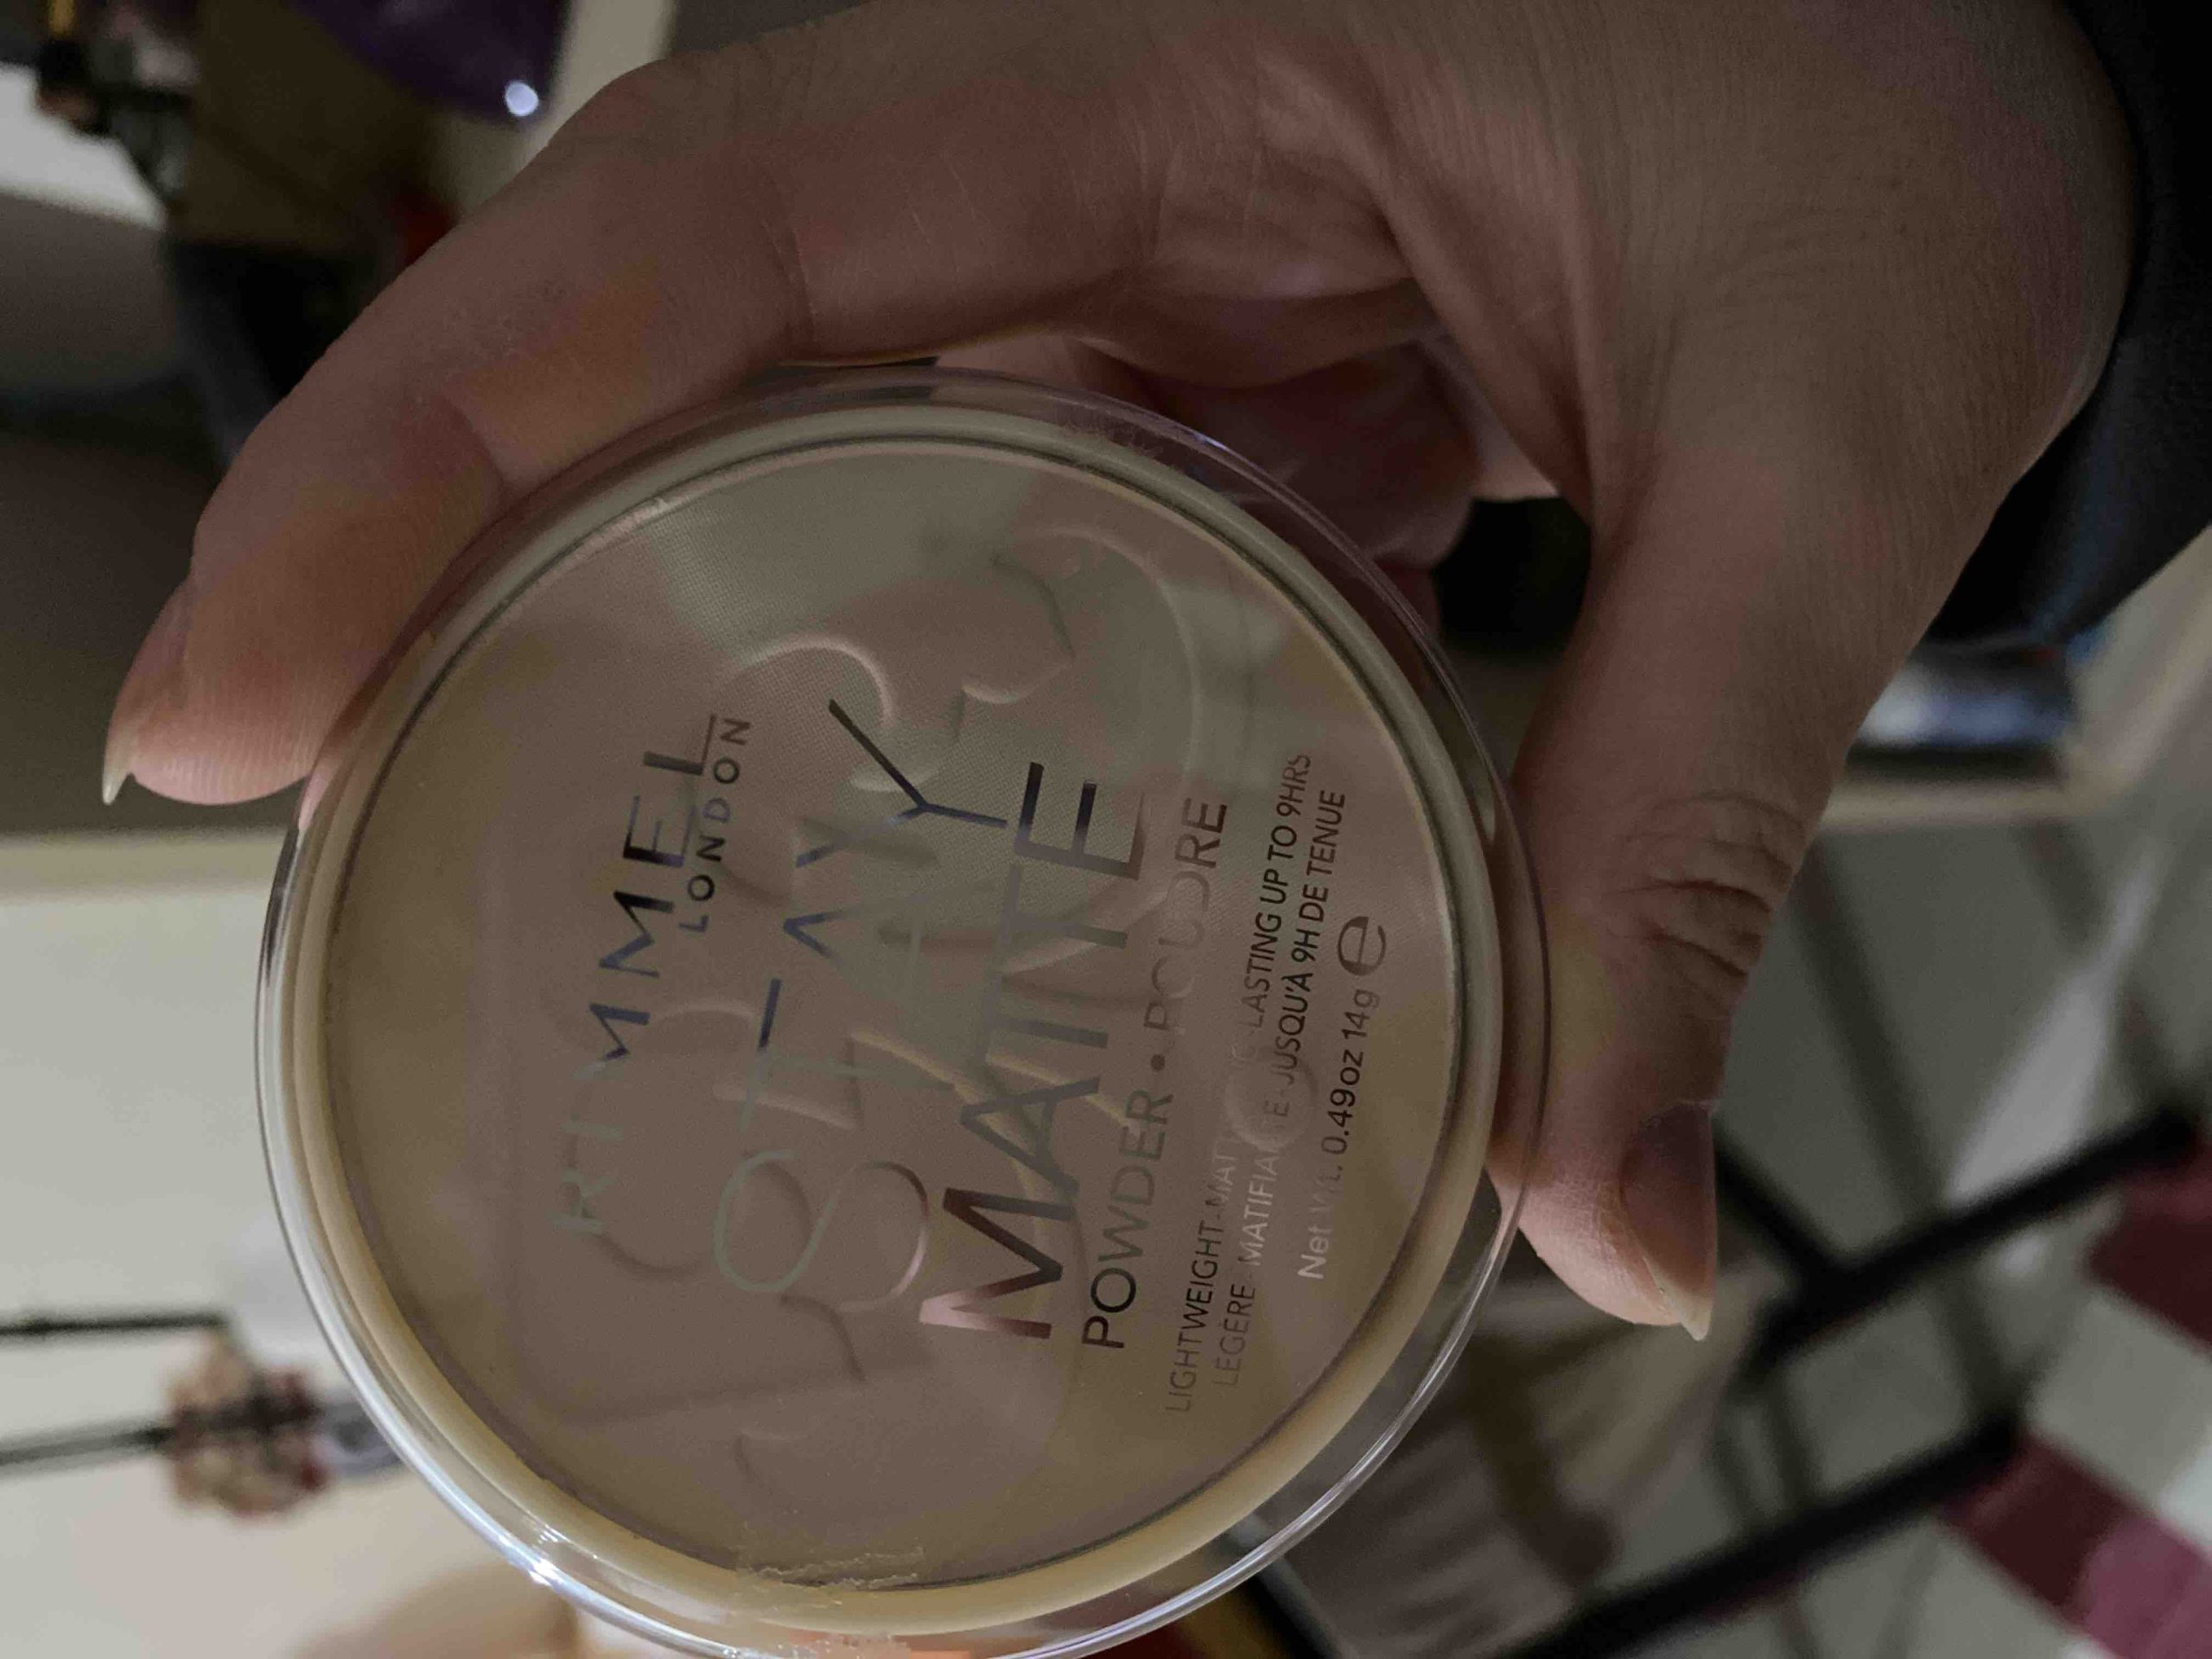 RIMMEL
LONDON
STAY
MATTE
POWDER • POUDRE
LIGHTWEIGHT·MATTIFIES·LASTING UP TO 9HRS
LÉGÈRE·MATIFIANTE·JUSQU'À 9H DE TENUE
Net Wt. 0.49oz 14g e